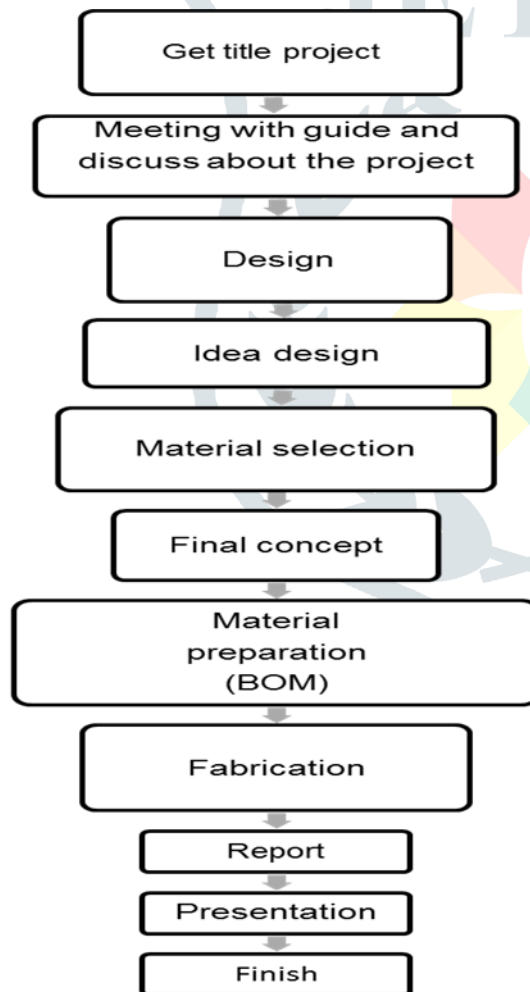 Get title project
Meeting with guide and
discuss about the project
Design
Idea design
Material selection
Final concept
Material
preparation
(BOM)
Fabrication
Report
Presentation
Finish